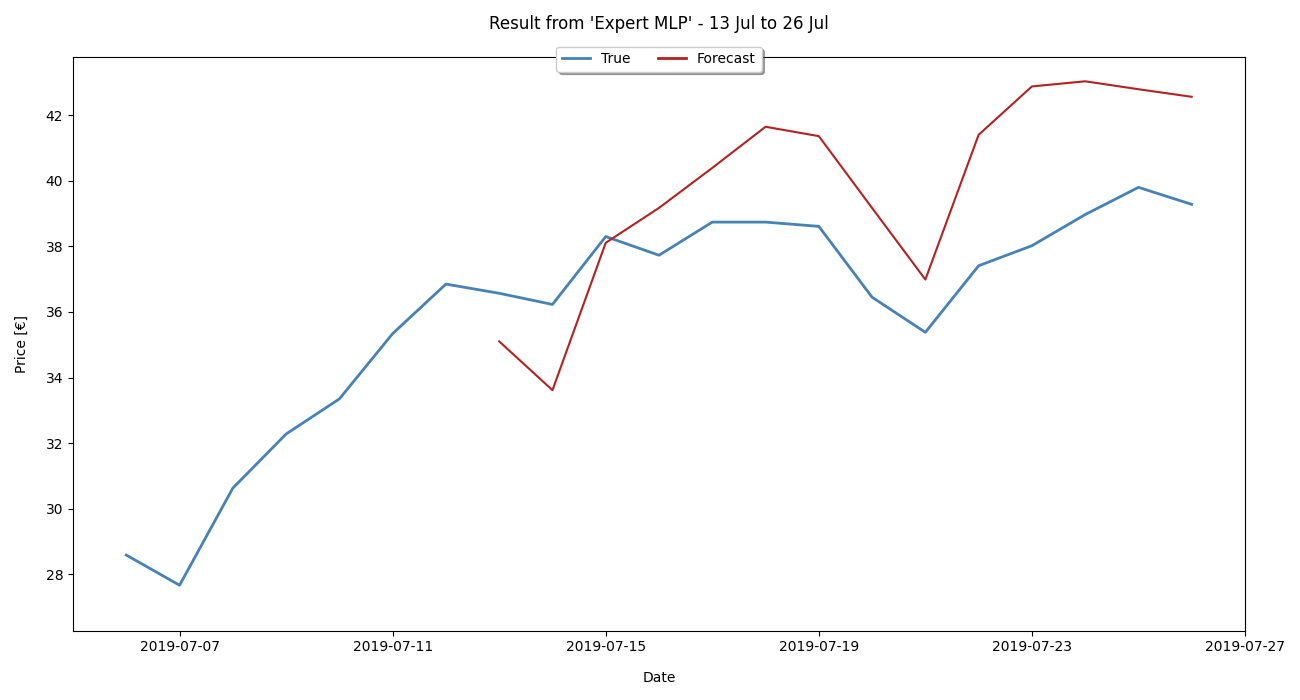 Result from 'Expert MLP' - 13 Jul to 26 Jul
True Forecast
42
40
38
36
34
32
30
28
Price [€]
2019-07-07 2019-07-11 2019-07-15 2019-07-19 2019-07-23 2019-07-27
Date